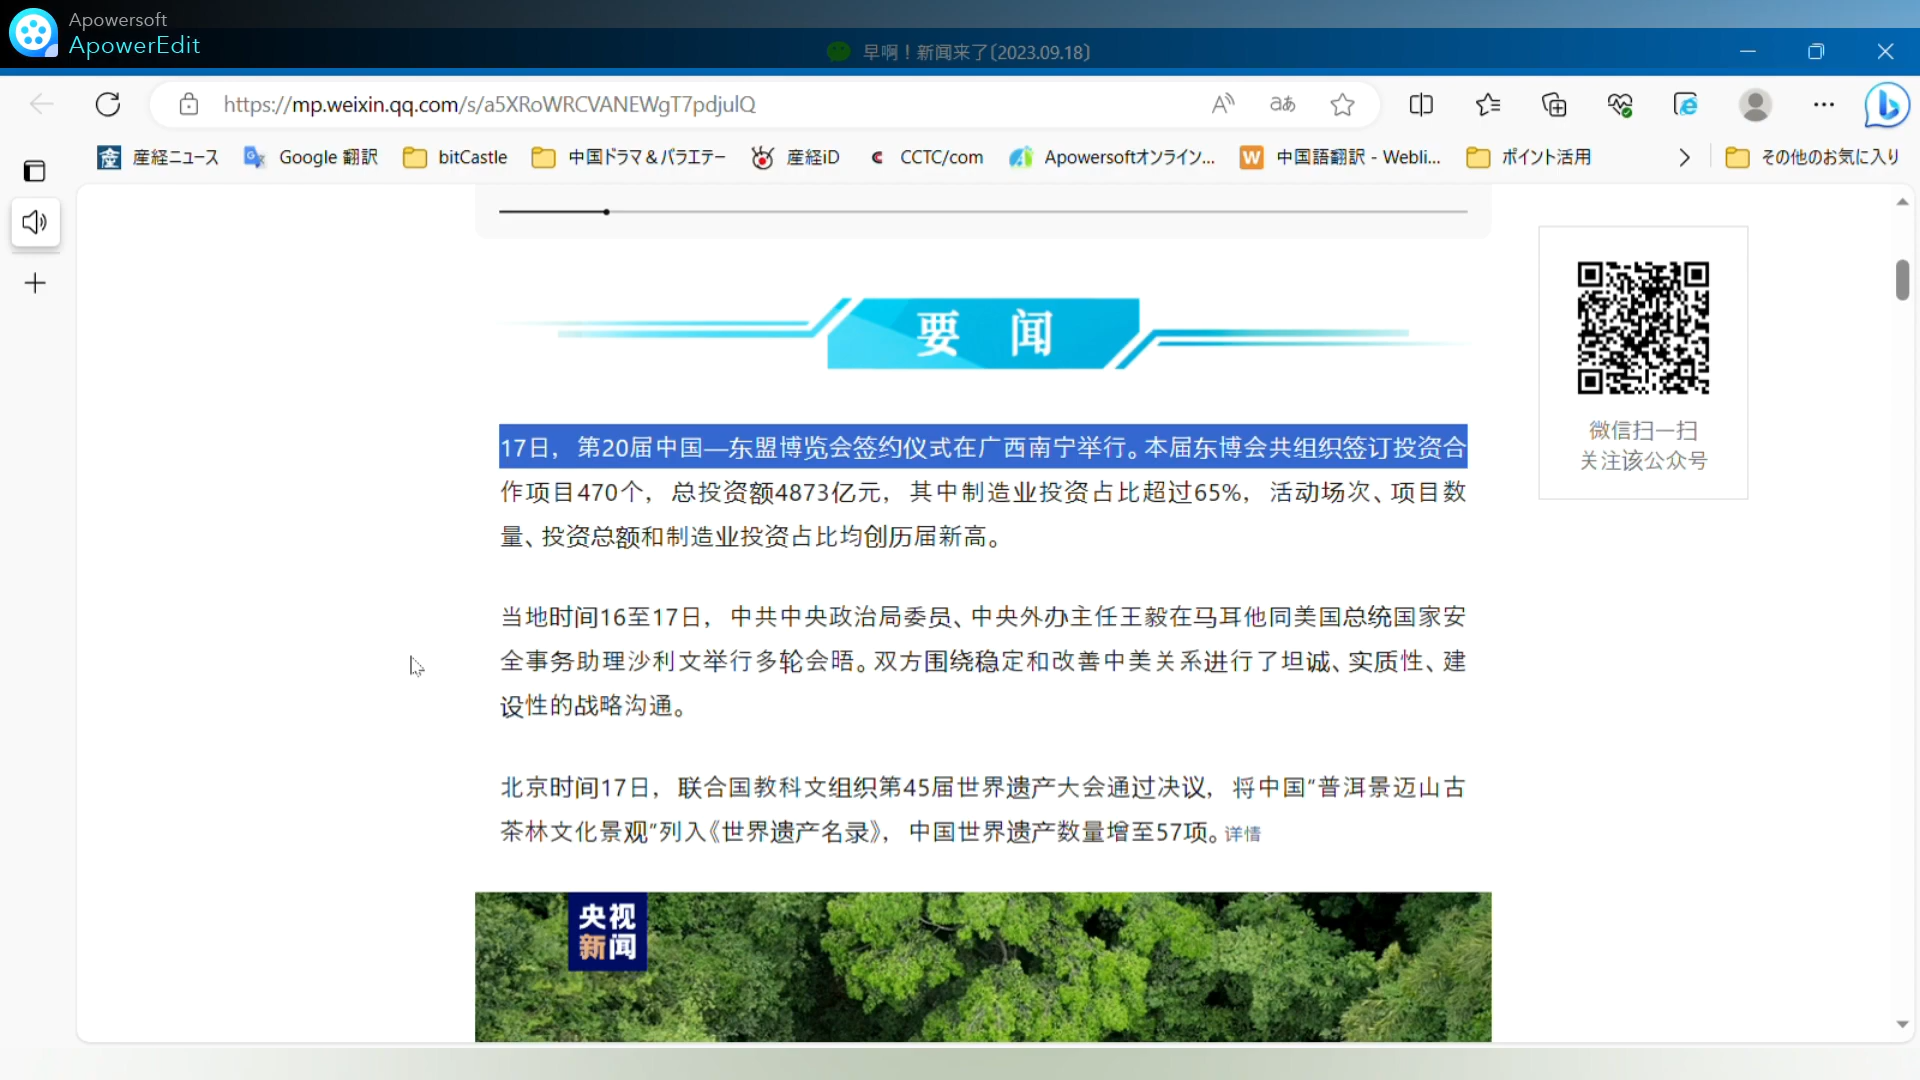 Apowersoft
ApowerEdit
早啊！新闻来了〔2023.09.18〕
https://mp.weixin.qq.com/s/a5XRoWRCVANEWgT7pdjulQ
産経ニュース Google 翻訳 bitCastle 中国ドラマ＆バラエテー 産経iD CCTC/com Apowersoftオンライン... 中国語翻訳 - Webli... ポイント活用 その他のお気に入り
要闻
17日，第20届中国—东盟博览会签约仪式在广西南宁举行。本届东博会共组织签订投资合
作项目470个，总投资额4873亿元，其中制造业投资占比超过65%，活动场次、项目数
量、投资总额和制造业投资占比均创历届新高。
当地时间16至17日，中共中央政治局委员、中央外办主任王毅在马耳他同美国总统国家安
全事务助理沙利文举行多轮会晤。双方围绕稳定和改善中美关系进行了坦诚、实质性、建
设性的战略沟通。
北京时间17日，联合国教科文组织第45届世界遗产大会通过决议，将中国“普洱景迈山古
茶林文化景观”列入《世界遗产名录》，中国世界遗产数量增至57项。详情
微信扫一扫
关注该公众号
央视
新闻